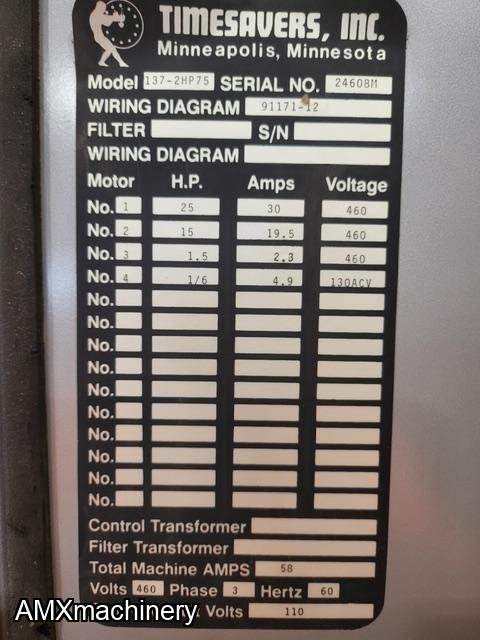 TIMESAVERS, INC.
Minneapolis, Minnesota
Model 137-2HP75 SERIAL NO. 24608M
WIRING DIAGRAM 91171-12
FILTER S/N
WIRING DIAGRAM
Motor H.P. Amps Voltage
No. 1 25 30 460
No. 2 15 19.5 460
No. 3 1.5 2.3 460
No. 4 1/6 4.9 130ACV
No.
No.
No.
No.
No.
No.
No.
No.
No.
No.
Control Transformer
Filter Transformer
Total Machine AMPS 58
Volts 460 Phase 3 Hertz 60
Volts 110
AMXmachinery